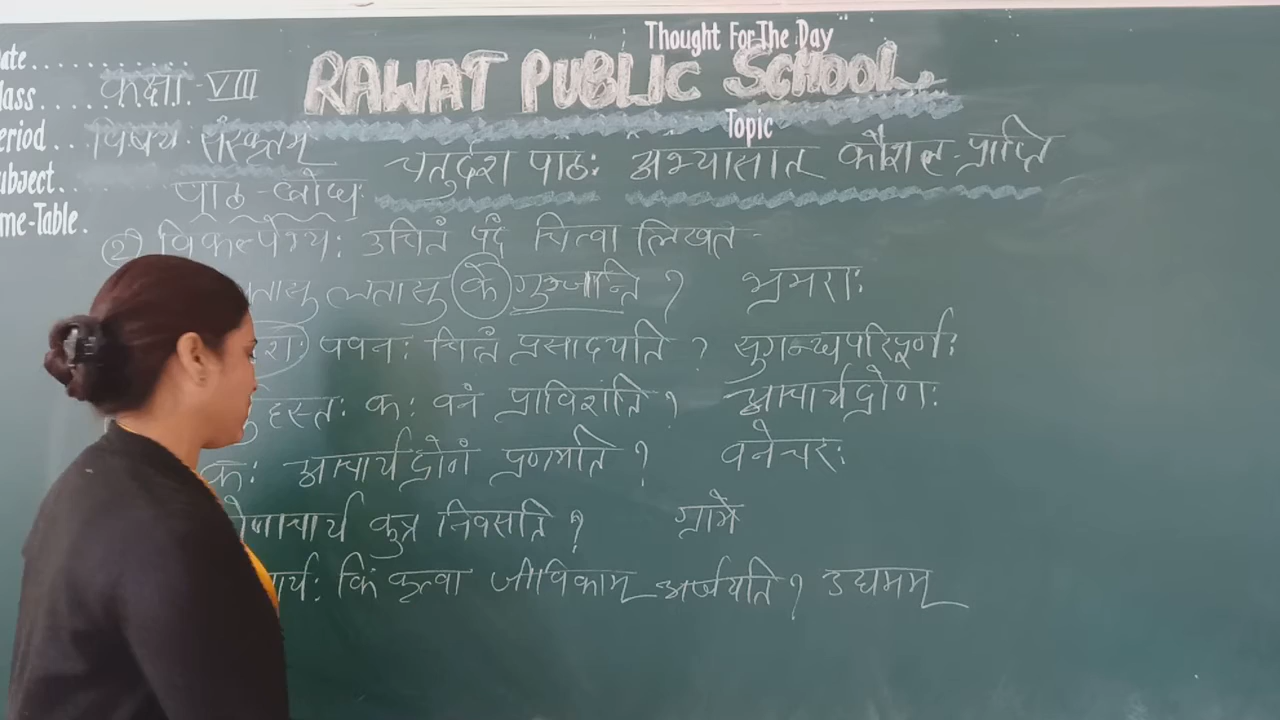 Thought For The Day
RAWAT PUBLIC SCHOOL
ate..........
lass.......... कक्षा - VIII
eriod... विषय - संस्कृतम्
Topic
ubject....
चतुर्दश पाठः अभ्यासात् कौशल-प्राप्ति
me-Table.
पाठ-बोधः
(2) विकल्पेभ्यः उचितं पदं चित्वा लिखत -
तासु लतासु के गुञ्जन्ति ? भ्रमराः
शः पवनः चितं प्रसादयति ? सुगन्धपरिपूर्णः
हस्तः कः वनं प्राविशति ? आचार्यद्रोणः
कः आचार्यद्रोणं प्रणमति ? वनेचरः
णाचार्य कुत्र निवसति ? ग्रामे
र्यः किं कृत्वा जीविकाम् अर्जयति ? उद्यमम्